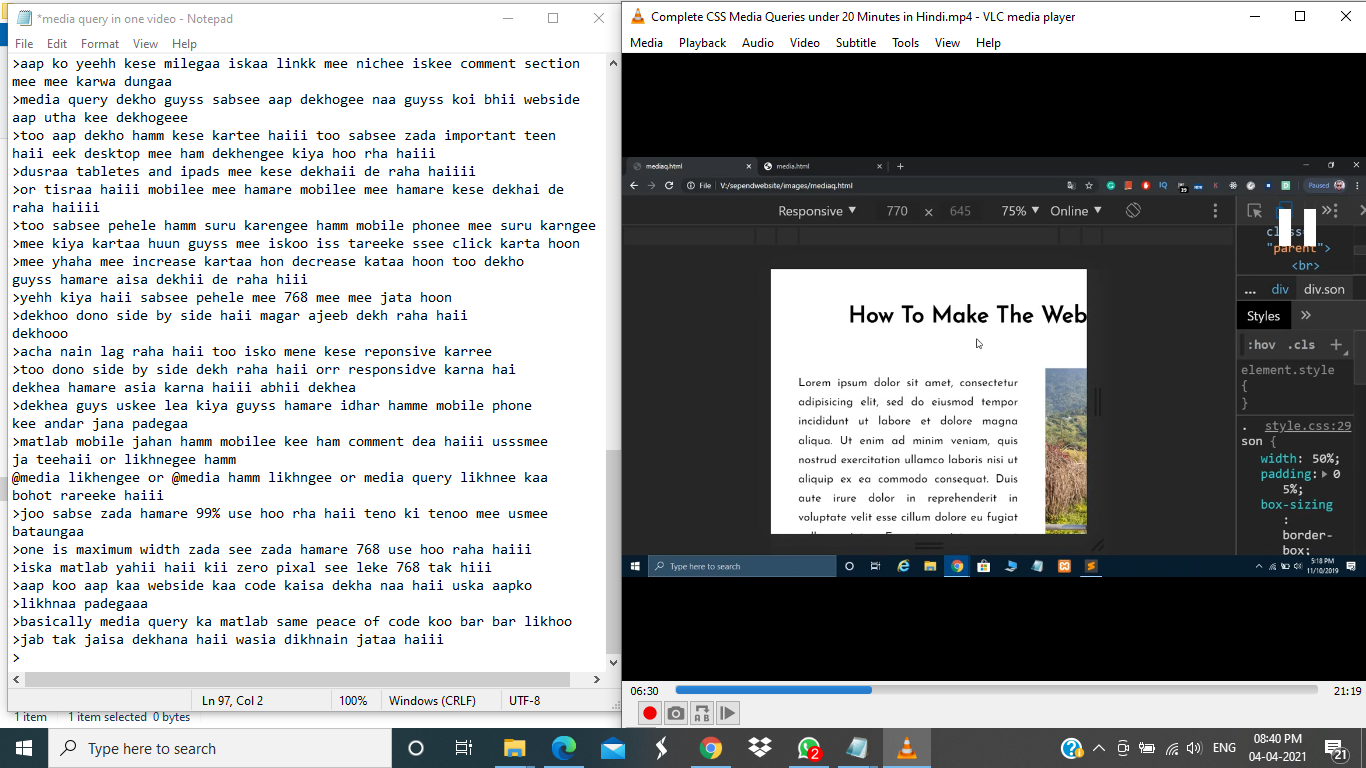 *media query in one video - Notepad
File Edit Format View Help
>aap ko yeehh kese milegaa iskaa linkk mee nichee iskee comment section
mee mee karwa dungaa
>media query dekho guyss sabsee aap dekhogee naa guyss koi bhii webside
aap utha kee dekhogeee
>too aap dekho hamm kese kartee haiii too sabsee zada important teen
haii eek desktop mee ham dekhengee kiya hoo rha haiii
>dusraa tabletes and ipads mee kese dekhaii de raha haiiii
>or tisraa haiii mobilee mee hamare mobilee mee hamare kese dekhai de
raha haiiii
>too sabsee pehele hamm suru karengee hamm mobile phonee mee suru karngee
>mee kiya kartaa huun guyss mee iskoo iss tareeke ssee click karta hoon
>mee yhaha mee increase kartaa hon decrease kataa hoon too dekho
guyss hamare aisa dekhii de raha hiii
>yehh kiya haii sabsee pehele mee 768 mee mee jata hoon
>dekhoo dono side by side haii magar ajeeb dekh raha haii
dekhooo
>acha nain lag raha haii too isko mene kese reponsive karree
>too dono side by side dekh raha haii orr responsidve karna hai
dekhea hamare asia karna haiii abhii dekhea
>dekhea guys uskee lea kiya guyss hamare idhar hamme mobile phone
kee andar jana padegaa
>matlab mobile jahan hamm mobilee kee ham comment dea haiii usssmee
ja teehaii or likhnegee hamm
@media likhengee or @media hamm likhngee or media query likhnee kaa
bohot rareeke haiii
>joo sabse zada hamare 99% use hoo rha haii teno ki tenoo mee usmee
bataungaa
>one is maximum width zada see zada hamare 768 use hoo raha haiii
>iska matlab yahii haii kii zero pixal see leke 768 tak hiii
>aap koo aap kaa webside kaa code kaisa dekha naa haii uska aapko
>likhnaa padegaaa
>basically media query ka matlab same peace of code koo bar bar likhoo
>jab tak jaisa dekhana haii wasia dikhnain jataa haiii
>
Ln 97, Col 2 100% Windows (CRLF) UTF-8
1 item 1 item selected 0 bytes
Complete CSS Media Queries under 20 Minutes in Hindi.mp4 - VLC media player
Media Playback Audio Video Subtitle Tools View Help
mediaq.html media.html
File V:/sependwebsite/images/mediaq.html Paused
Responsive 770 x 645 75% Online
How To Make The Web
Lorem ipsum dolor sit amet, consectetur
adipisicing elit, sed do eiusmod tempor
incididunt ut labore et dolore magna
aliqua. Ut enim ad minim veniam, quis
nostrud exercitation ullamco laboris nisi ut
aliquip ex ea commodo consequat. Duis
aute irure dolor in reprehenderit in
voluptate velit esse cillum dolore eu fugiat
"parent">
<br>
... div div.son
Styles
:hov .cls +
element.style
{
}
. style.css:29
son {
width: 50%;
padding: 0
5%;
box-sizing
:
border-
box;
Type here to search
5:18 PM
11/10/2019
06:30 21:19
Type here to search
2
ENG
08:40 PM
04-04-2021
21